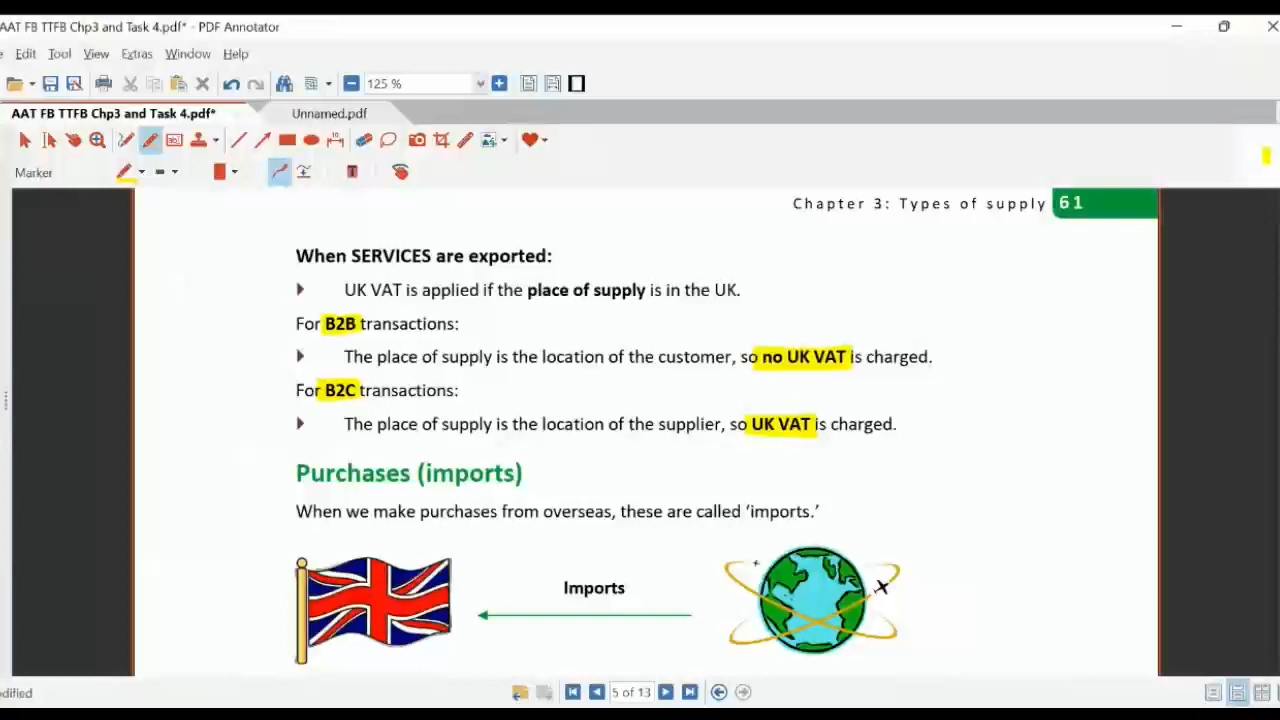 AAT FB TTFB Chp3 and Task 4.pdf* - PDF Annotator
e Edit Tool View Extras Window Help
125 %
AAT FB TTFB Chp3 and Task 4.pdf* Unnamed.pdf
Marker
Chapter 3: Types of supply 61
When SERVICES are exported:
UK VAT is applied if the place of supply is in the UK.
For B2B transactions:
The place of supply is the location of the customer, so no UK VAT is charged.
For B2C transactions:
The place of supply is the location of the supplier, so UK VAT is charged.
Purchases (imports)
When we make purchases from overseas, these are called ‘imports.’
Imports
dified 5 of 13